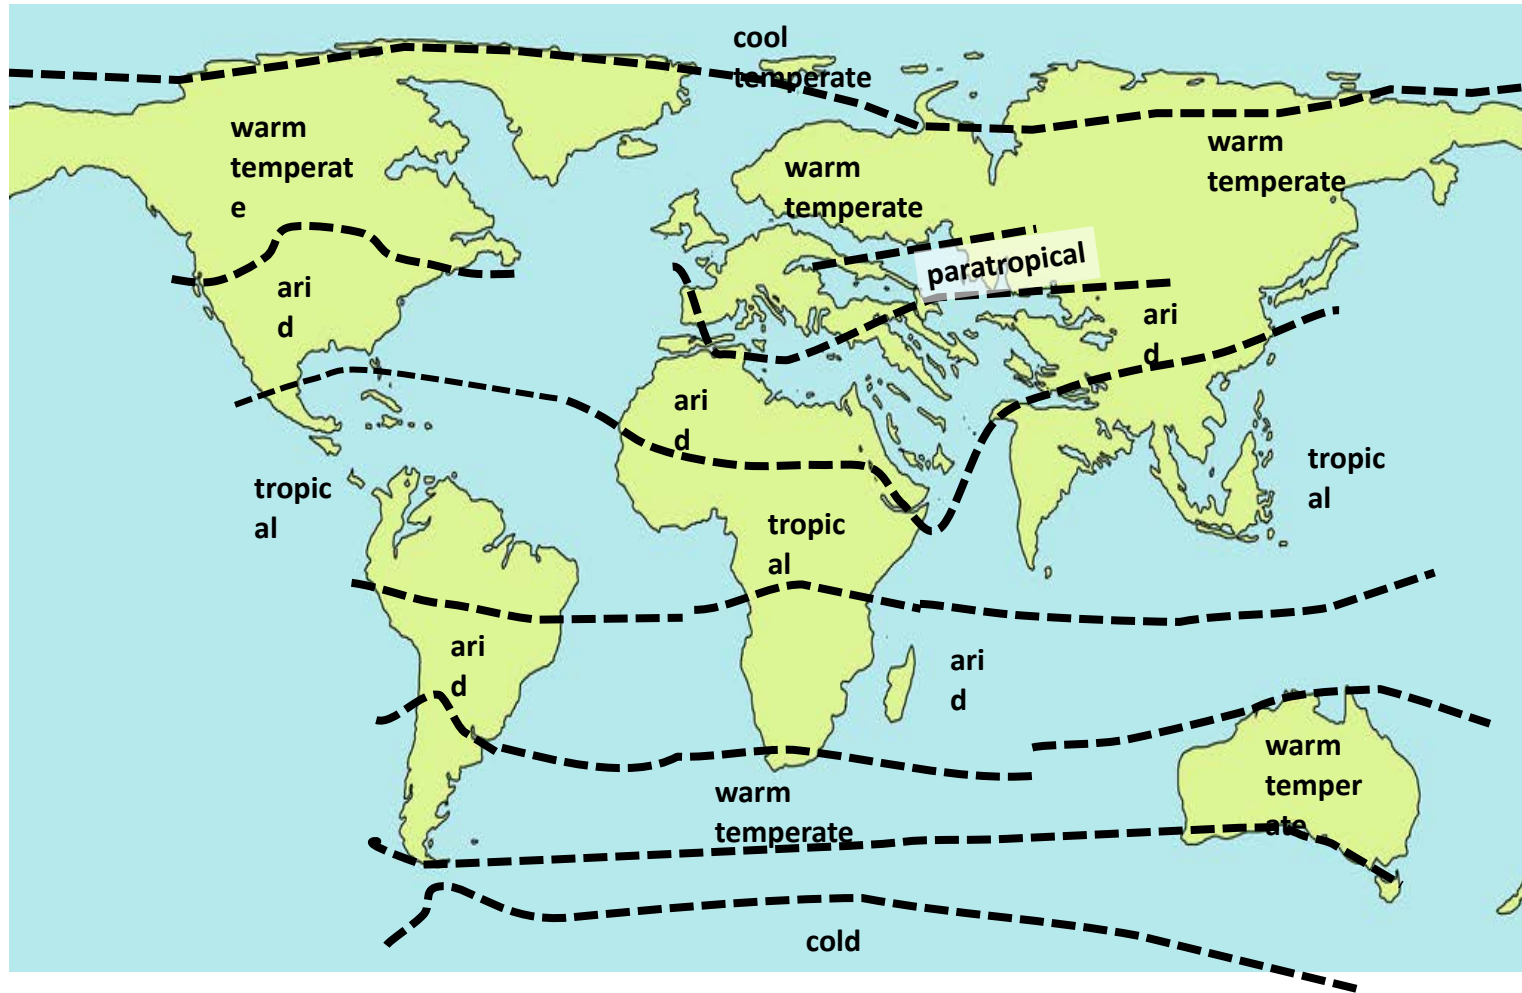 cool
temperate
warm
temperat
e
warm
temperate
warm
temperate
paratropical
ari
d
ari
d
ari
d
tropic
al
tropic
al
tropic
al
ari
d
ari
d
warm
temper
ate
warm
temperate
cold